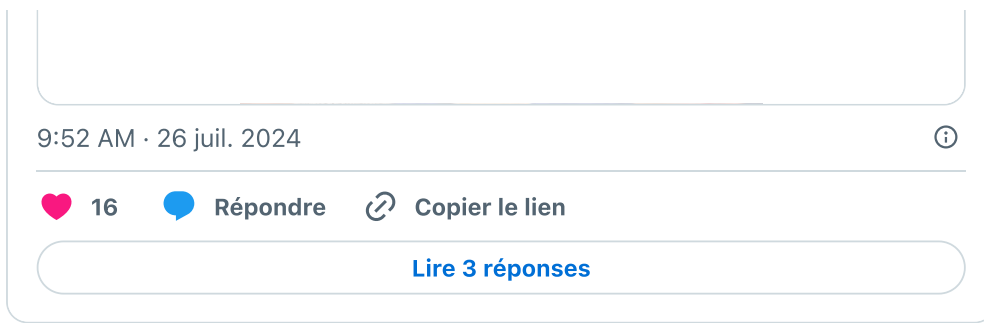 9:52 AM · 26 juil. 2024
16 Répondre Copier le lien
Lire 3 réponses